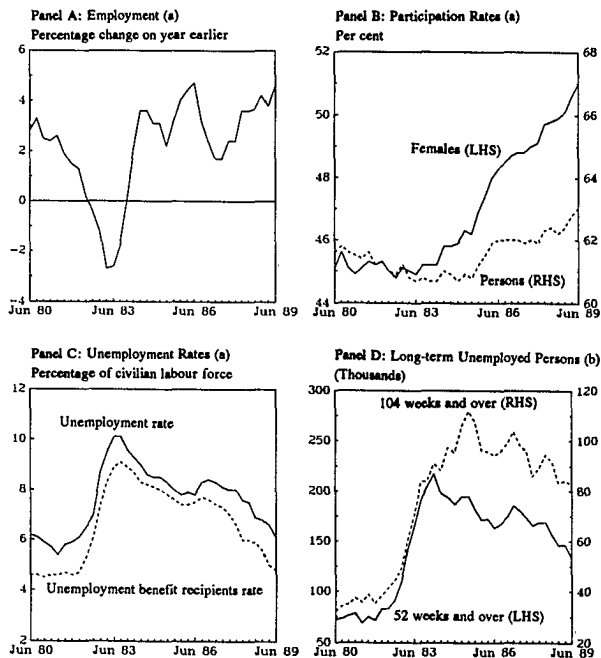 Panel A: Employment (a)
Percentage change on year earlier
6
4
2
0
-2
-4
Jun 80
Jun 83
Jun 86
Jun 89
Panel B: Participation Rates (a)
Per cent
52
50
48
46
44
68
66
64
62
60
Females (LHS)
Persons (RHS)
Jun 80
Jun 83
Jun 86
Jun 89
Panel C: Unemployment Rates (a)
Percentage of civilian labour force
12
10
8
6
4
2
Unemployment rate
Unemployment benefit recipients rate
Jun 80
Jun 83
Jun 86
Jun 89
Panel D: Long-term Unemployed Persons (b)
(Thousands)
300
275
250
225
200
175
150
125
100
75
50
120
100
80
60
40
20
104 weeks and over (RHS)
52 weeks and over (LHS)
Jun 80
Jun 83
Jun 86
Jun 89